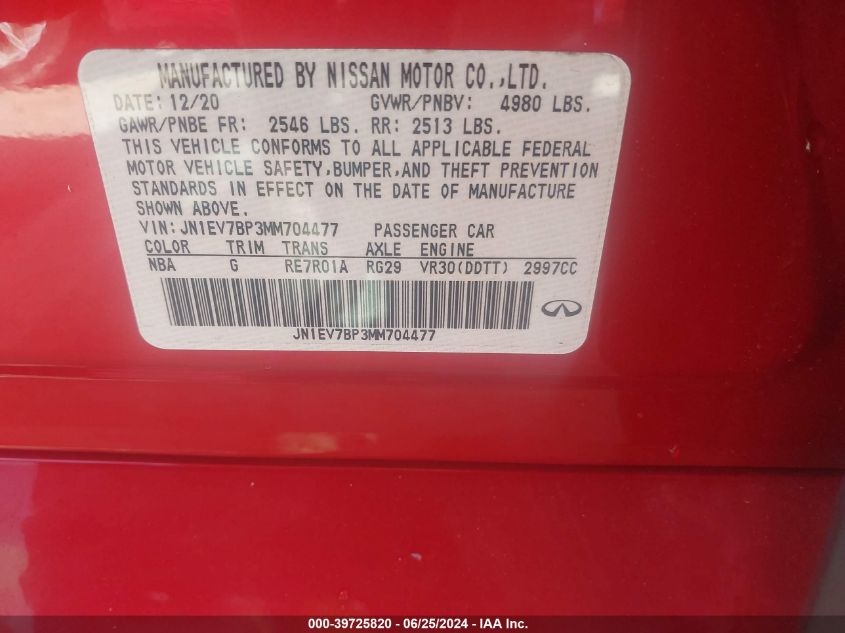 MANUFACTURED BY NISSAN MOTOR CO.,LTD.
DATE: 12/20 GVWR/PNBV: 4980 LBS.
GAWR/PNBE FR: 2546 LBS. RR: 2513 LBS.
THIS VEHICLE CONFORMS TO ALL APPLICABLE FEDERAL
MOTOR VEHICLE SAFETY,BUMPER,AND THEFT PREVENTION
STANDARDS IN EFFECT ON THE DATE OF MANUFACTURE
SHOWN ABOVE.
VIN:JN1EV7BP3MM704477 PASSENGER CAR
COLOR TRIM TRANS AXLE ENGINE
NBA G RE7R01A RG29 VR30(DDTT) 2997CC
JN1EV7BP3MM704477
000-39725820 - 06/25/2024 - IAA Inc.